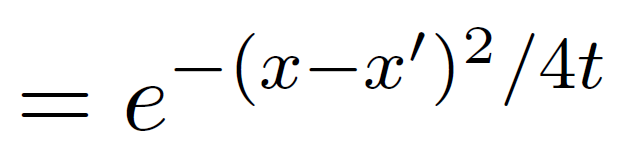 = e^{-(x-x')^2/4t}